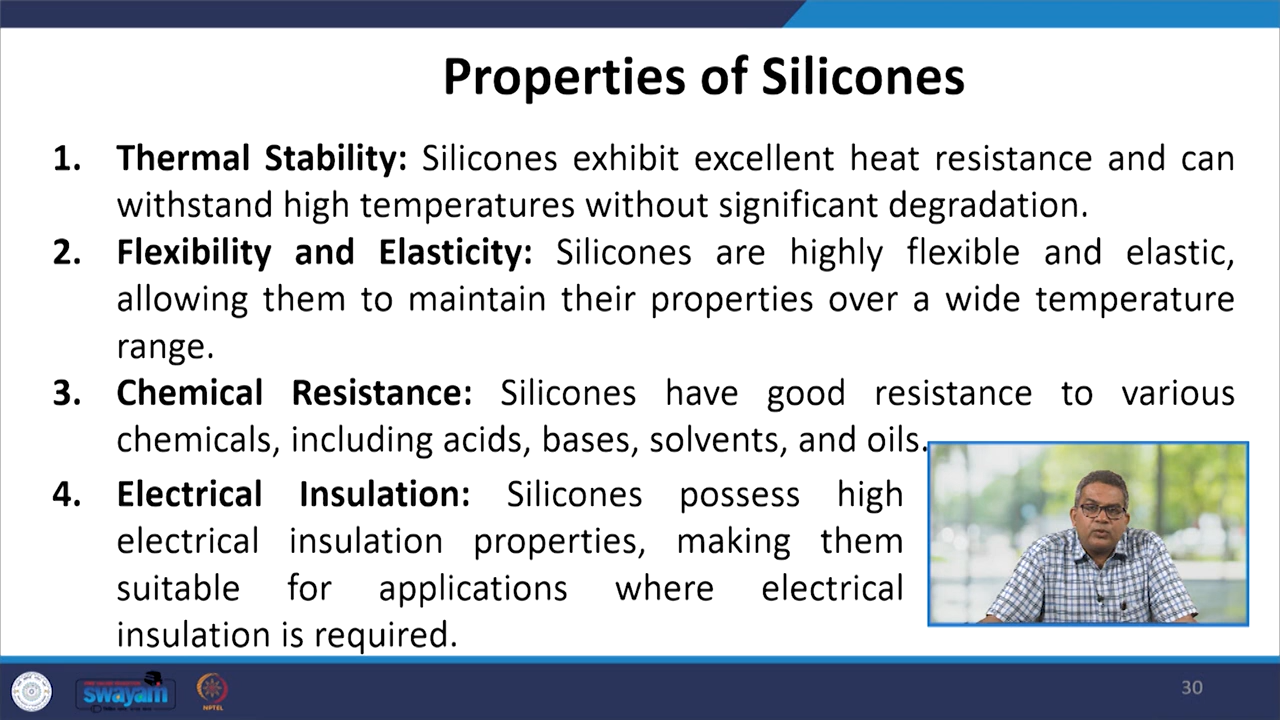 Properties of Silicones
1. Thermal Stability: Silicones exhibit excellent heat resistance and can
withstand high temperatures without significant degradation.
2. Flexibility and Elasticity: Silicones are highly flexible and elastic,
allowing them to maintain their properties over a wide temperature
range.
3. Chemical Resistance: Silicones have good resistance to various
chemicals, including acids, bases, solvents, and oils.
4. Electrical Insulation: Silicones possess high
electrical insulation properties, making them
suitable for applications where electrical
insulation is required.
swayam
NPTEL
30